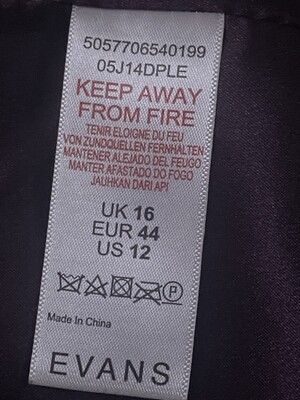 5057706540199
05J14DPLE
KEEP AWAY
FROM FIRE
TENIR ELOIGNE DU FEU
VON ZUNDQUELLEN FERNHALTEN
MANTENER ALEJADO DEL FEUGO
MANTER AFASTADO DO FOGO
JAUHKAN DARI API
UK 16
EUR 44
US 12
P
Made In China
EVANS